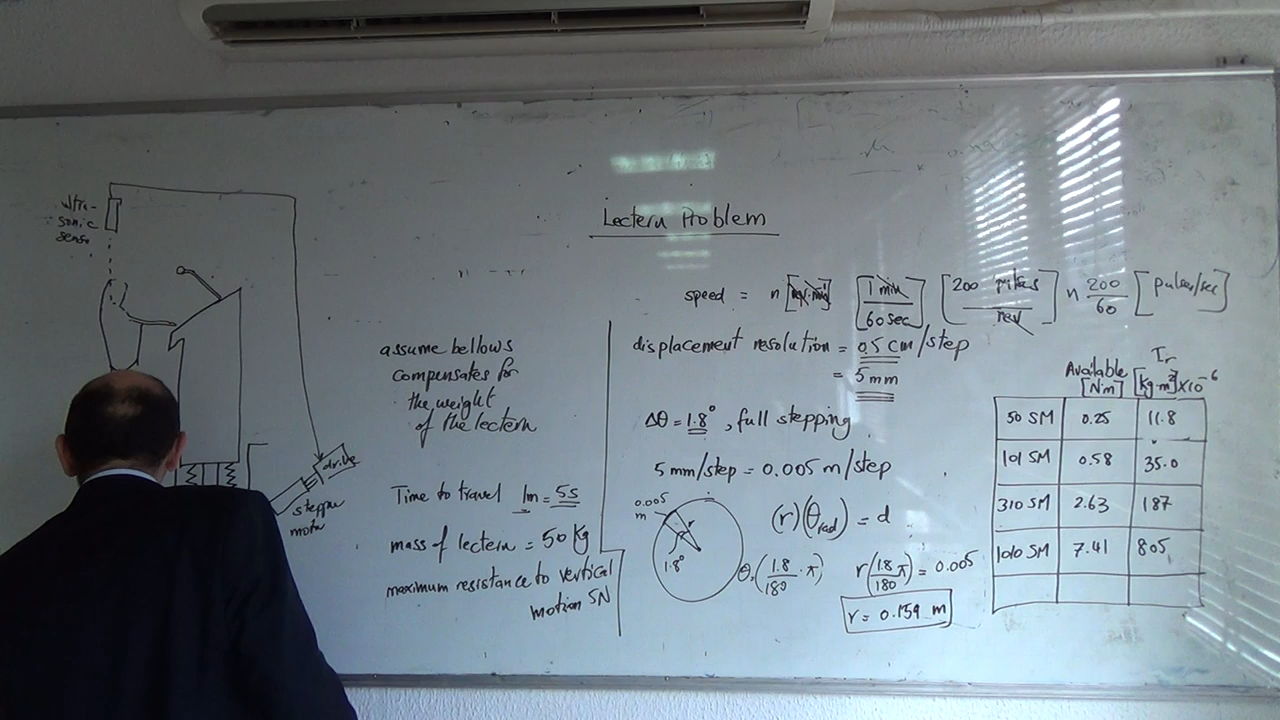 Lectern Problem
ultra-
sonic
sensor
drive
stepper
motor
assume bellows
compensates for
the weight
of the lectern
Time to travel 1m = 5s
mass of lectern = 50 Kg
maximum resistance to vertical
motion 5N
speed = n [rev/min] [1 min / 60 sec] [200 pulses / rev] n 200/60 [pulses/sec]
displacement resolution = 0.5 cm/step
= 5 mm
Δθ = 1.8°, full stepping
5 mm/step = 0.005 m/step
0.005
m
r
1.8°
(r)(θrad) = d
θ, (1.8/180 · π)
r(1.8/180 π) = 0.005
r = 0.159 m
Available [Nm] Ir [Kg·m²] x10⁻⁶
50 SM 0.25 11.8
101 SM 0.58 35.0
310 SM 2.63 187
1010 SM 7.41 805